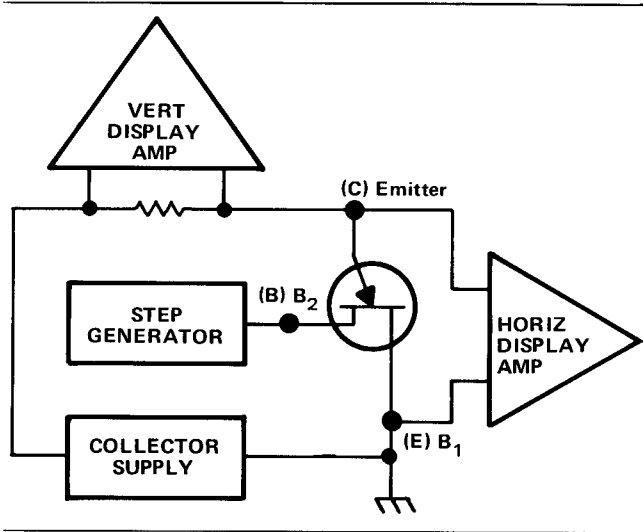 VERT
DISPLAY
AMP
(C) Emitter
(B) B₂
STEP
GENERATOR
HORIZ
DISPLAY
AMP
(E) B₁
COLLECTOR
SUPPLY